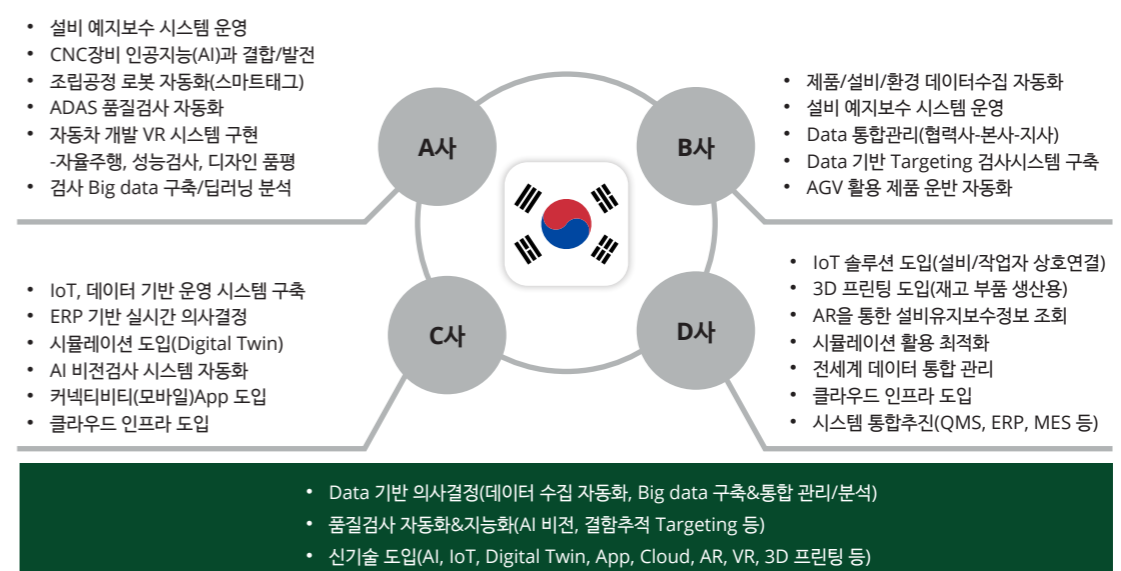 • 설비 예지보수 시스템 운영
• CNC장비 인공지능(AI)과 결합/발전
• 조립공정 로봇 자동화(스마트태그)
• ADAS 품질검사 자동화
• 자동차 개발 VR 시스템 구현
-자율주행, 성능검사, 디자인 품평
• 검사 Big data 구축/딥러닝 분석
A사
B사
• 제품/설비/환경 데이터수집 자동화
• 설비 예지보수 시스템 운영
• Data 통합관리(협력사-본사-지사)
• Data 기반 Targeting 검사시스템 구축
• AGV 활용 제품 운반 자동화
• IoT, 데이터 기반 운영 시스템 구축
• ERP 기반 실시간 의사결정
• 시뮬레이션 도입(Digital Twin)
• AI 비전검사 시스템 자동화
• 커넥티비티(모바일)App 도입
• 클라우드 인프라 도입
C사
D사
• IoT 솔루션 도입(설비/작업자 상호연결)
• 3D 프린팅 도입(재고 부품 생산용)
• AR을 통한 설비유지보수정보 조회
• 시뮬레이션 활용 최적화
• 전세계 데이터 통합 관리
• 클라우드 인프라 도입
• 시스템 통합추진(QMS, ERP, MES 등)
• Data 기반 의사결정(데이터 수집 자동화, Big data 구축&통합 관리/분석)
• 품질검사 자동화&지능화(AI 비전, 결함추적 Targeting 등)
• 신기술 도입(AI, IoT, Digital Twin, App, Cloud, AR, VR, 3D 프린팅 등)